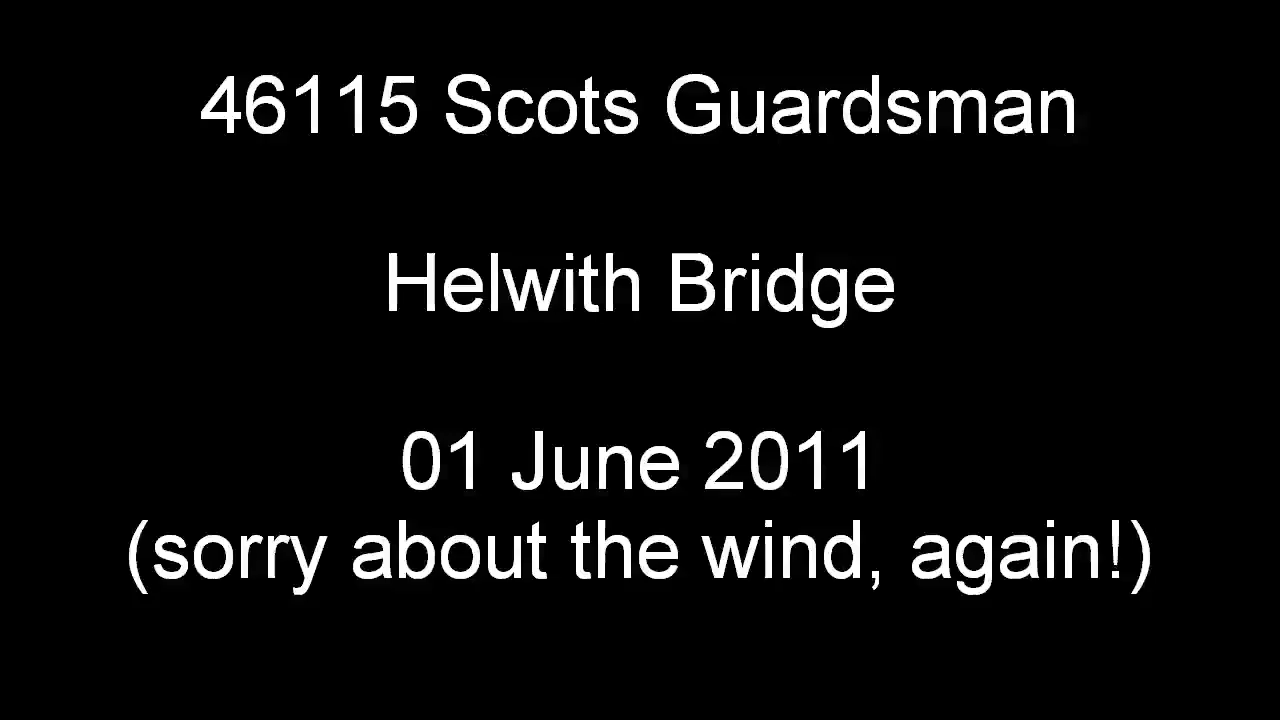 46115 Scots Guardsman
Helwith Bridge
01 June 2011
(sorry about the wind, again!)